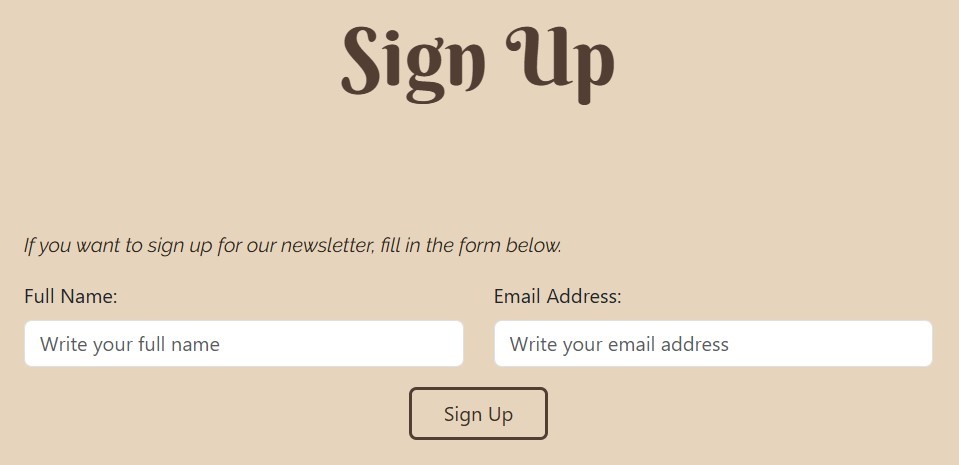 Sign Up
If you want to sign up for our newsletter, fill in the form below.
Full Name:
Email Address:
Write your full name
Write your email address
Sign Up